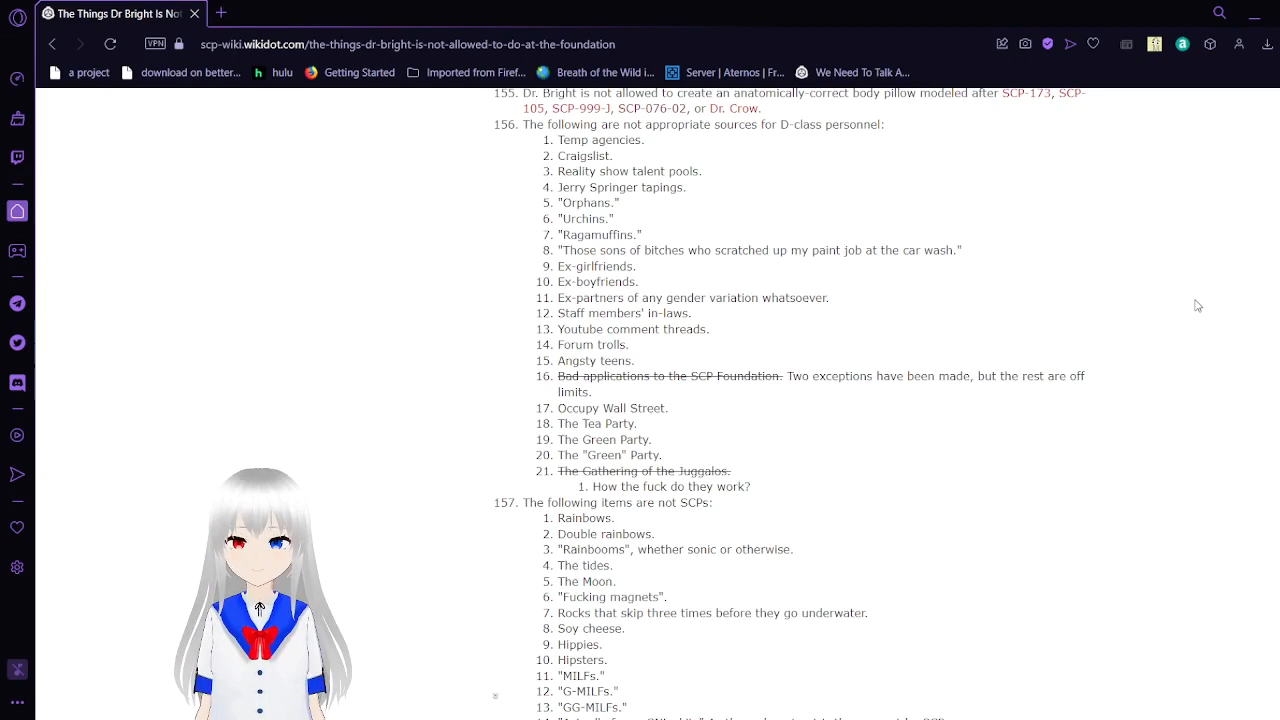 The Things Dr Bright Is Not
scp-wiki.wikidot.com/the-things-dr-bright-is-not-allowed-to-do-at-the-foundation
VPN
a project
download on better...
hulu
Getting Started
Imported from Firef...
Breath of the Wild i...
Server | Aternos | Fr...
We Need To Talk A...
155. Dr. Bright is not allowed to create an anatomically-correct body pillow modeled after SCP-173, SCP-
105, SCP-999-J, SCP-076-02, or Dr. Crow.
156. The following are not appropriate sources for D-class personnel:
1. Temp agencies.
2. Craigslist.
3. Reality show talent pools.
4. Jerry Springer tapings.
5. "Orphans."
6. "Urchins."
7. "Ragamuffins."
8. "Those sons of bitches who scratched up my paint job at the car wash."
9. Ex-girlfriends.
10. Ex-boyfriends.
11. Ex-partners of any gender variation whatsoever.
12. Staff members' in-laws.
13. Youtube comment threads.
14. Forum trolls.
15. Angsty teens.
16. Bad applications to the SCP Foundation. Two exceptions have been made, but the rest are off
limits.
17. Occupy Wall Street.
18. The Tea Party.
19. The Green Party.
20. The "Green" Party.
21. The Gathering of the Juggalos.
1. How the fuck do they work?
157. The following items are not SCPs:
1. Rainbows.
2. Double rainbows.
3. "Rainbooms", whether sonic or otherwise.
4. The tides.
5. The Moon.
6. "Fucking magnets".
7. Rocks that skip three times before they go underwater.
8. Soy cheese.
9. Hippies.
10. Hipsters.
11. "MILFs."
12. "G-MILFs."
13. "GG-MILFs."